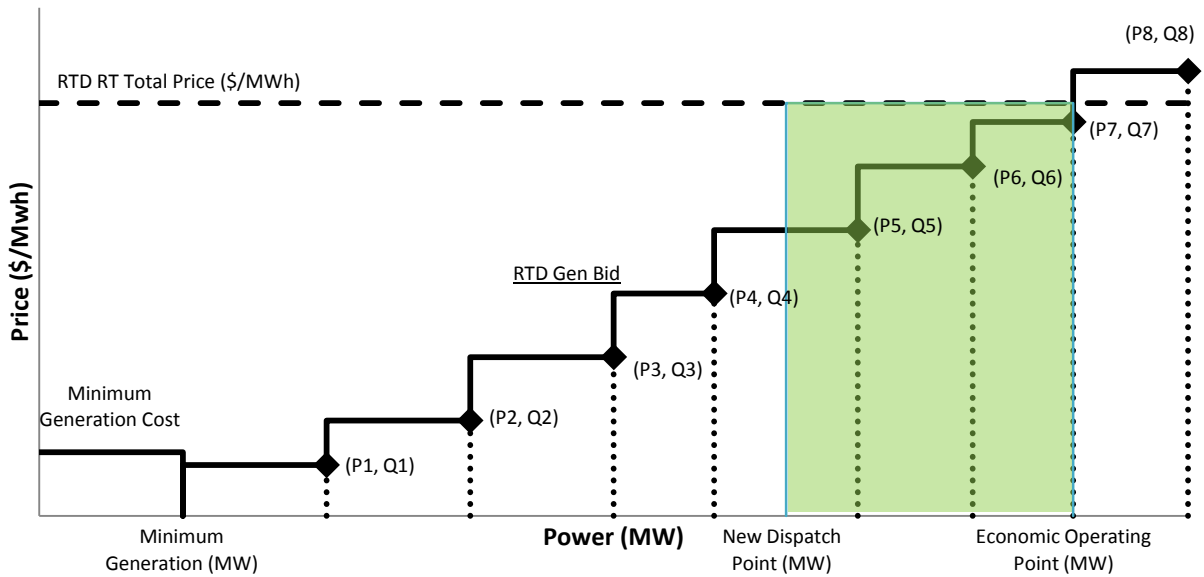 (P8, Q8)
RTD RT Total Price ($/MWh)
(P7, Q7)
(P6, Q6)
(P5, Q5)
RTD Gen Bid
(P4, Q4)
(P3, Q3)
Price ($/Mwh)
Minimum
Generation Cost
(P2, Q2)
(P1, Q1)
Minimum
Generation (MW)
Power (MW)
New Dispatch
Point (MW)
Economic Operating
Point (MW)